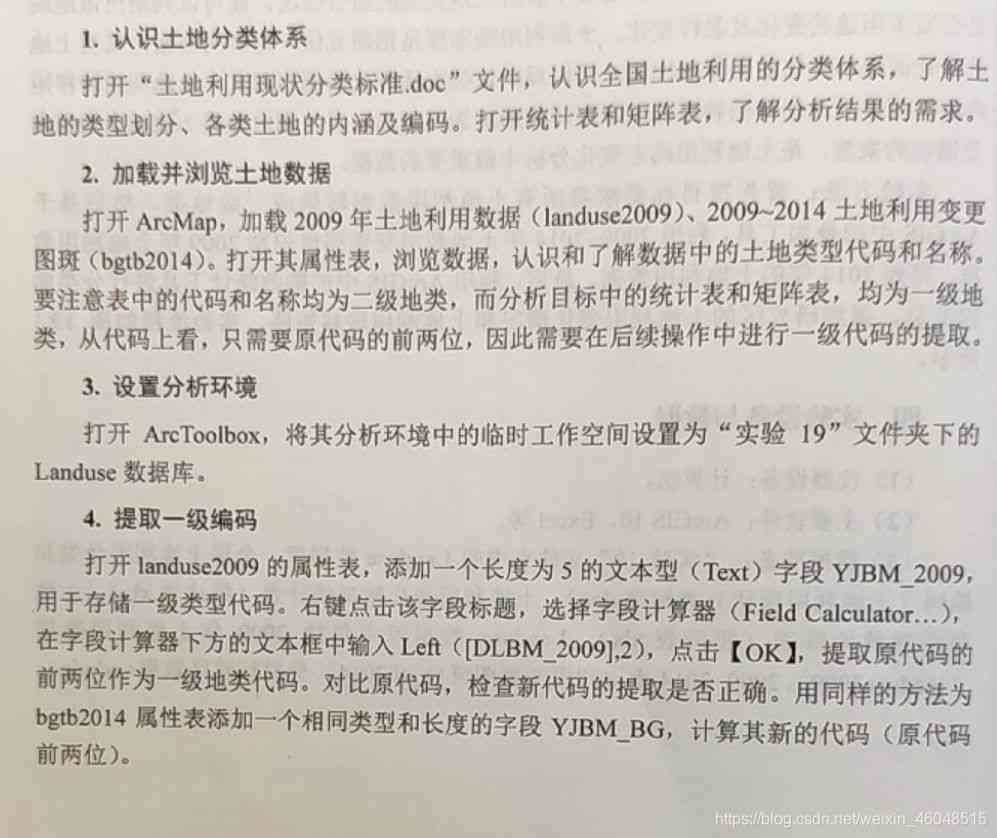 1. 认识土地分类体系
打开“土地利用现状分类标准.doc”文件，认识全国土地利用的分类体系，了解土
地的类型划分、各类土地的内涵及编码。打开统计表和矩阵表，了解分析结果的需求。
2. 加载并浏览土地数据
打开 ArcMap，加载 2009 年土地利用数据（landuse2009）、2009~2014 土地利用变更
图斑（bgtb2014）。打开其属性表，浏览数据，认识和了解数据中的土地类型代码和名称。
要注意表中的代码和名称均为二级地类，而分析目标中的统计表和矩阵表，均为一级地
类，从代码上看，只需要原代码的前两位，因此需要在后续操作中进行一级代码的提取。
3. 设置分析环境
打开 ArcToolbox，将其分析环境中的临时工作空间设置为“实验 19”文件夹下的
Landuse 数据库。
4. 提取一级编码
打开 landuse2009 的属性表，添加一个长度为 5 的文本型（Text）字段 YJBM_2009，
用于存储一级类型代码。右键点击该字段标题，选择字段计算器（Field Calculator…），
在字段计算器下方的文本框中输入 Left（[DLBM_2009],2），点击【OK】，提取原代码的
前两位作为一级地类代码。对比原代码，检查新代码的提取是否正确。用同样的方法为
bgtb2014 属性表添加一个相同类型和长度的字段 YJBM_BG，计算其新的代码（原代码
前两位）。
https://blog.csdn.net/weixin_46048515